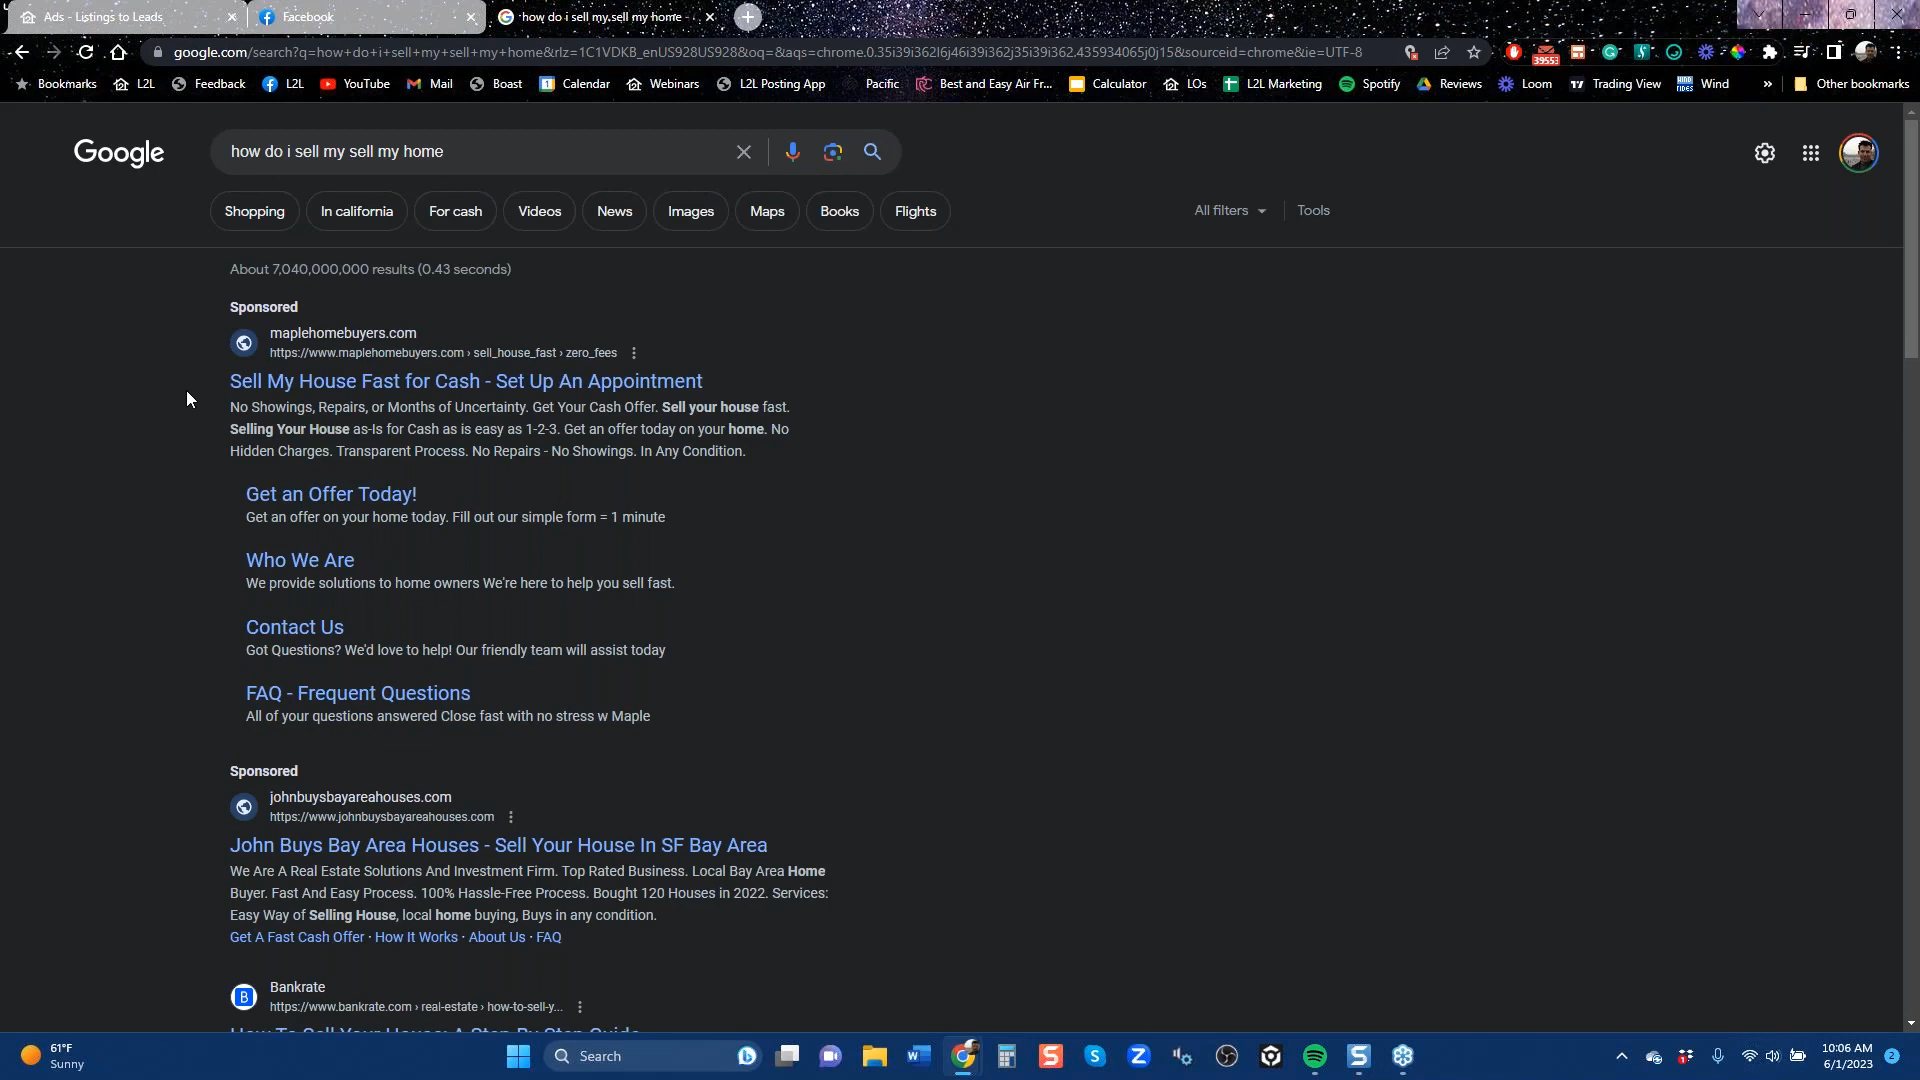 Ads - Listings to Leads
Facebook
how do i sell my sell my home -
google.com/search?q=how+do+i+sell+my+sell+my+home&rlz=1C1VDKB_enUS928US928&oq=&aqs=chrome.0.35i39i362l6j46i39i362j35i39i362.435934065j0j15&sourceid=chrome&ie=UTF-8
39553
Bookmarks
L2L
Feedback
L2L
YouTube
Mail
Boast
Calendar
Webinars
L2L Posting App
Pacific
Best and Easy Air Fr...
Calculator
LOs
L2L Marketing
Spotify
Reviews
Loom
Trading View
Wind
»
Other bookmarks
Google
how do i sell my sell my home
Shopping
In california
For cash
Videos
News
Images
Maps
Books
Flights
All filters
Tools
About 7,040,000,000 results (0.43 seconds)
Sponsored
maplehomebuyers.com
https://www.maplehomebuyers.com › sell_house_fast › zero_fees
Sell My House Fast for Cash - Set Up An Appointment
No Showings, Repairs, or Months of Uncertainty. Get Your Cash Offer. Sell your house fast.
Selling Your House as-Is for Cash as is easy as 1-2-3. Get an offer today on your home. No
Hidden Charges. Transparent Process. No Repairs - No Showings. In Any Condition.
Get an Offer Today!
Get an offer on your home today. Fill out our simple form = 1 minute
Who We Are
We provide solutions to home owners We're here to help you sell fast.
Contact Us
Got Questions? We'd love to help! Our friendly team will assist today
FAQ - Frequent Questions
All of your questions answered Close fast with no stress w Maple
Sponsored
johnbuysbayareahouses.com
https://www.johnbuysbayareahouses.com
John Buys Bay Area Houses - Sell Your House In SF Bay Area
We Are A Real Estate Solutions And Investment Firm. Top Rated Business. Local Bay Area Home
Buyer. Fast And Easy Process. 100% Hassle-Free Process. Bought 120 Houses in 2022. Services:
Easy Way of Selling House, local home buying, Buys in any condition.
Get A Fast Cash Offer · How It Works · About Us · FAQ
B
Bankrate
https://www.bankrate.com › real-estate › how-to-sell-y...
How To Sell Your House: A Step-By-Step Guide
61°F
Sunny
Search
10:06 AM
6/1/2023
2